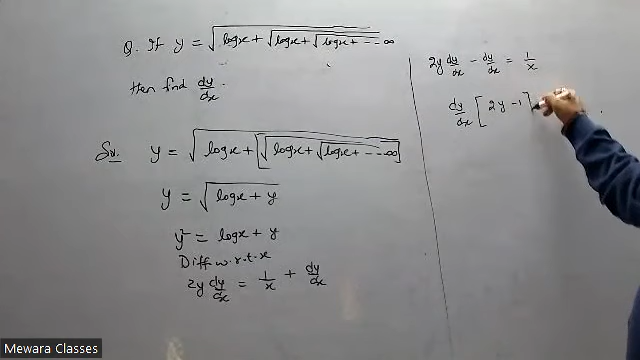 Q. If y = √(logx + √(logx + √(logx + --- ∞
then find dy/dx.
Sol. y = √(logx + [√(logx + √(logx + --- ∞]
y = √(logx + y)
y² = logx + y
Diff w.r.t.x
2y dy/dx = 1/x + dy/dx
2y dy/dx - dy/dx = 1/x
dy/dx [2y-1]
Mewara Classes